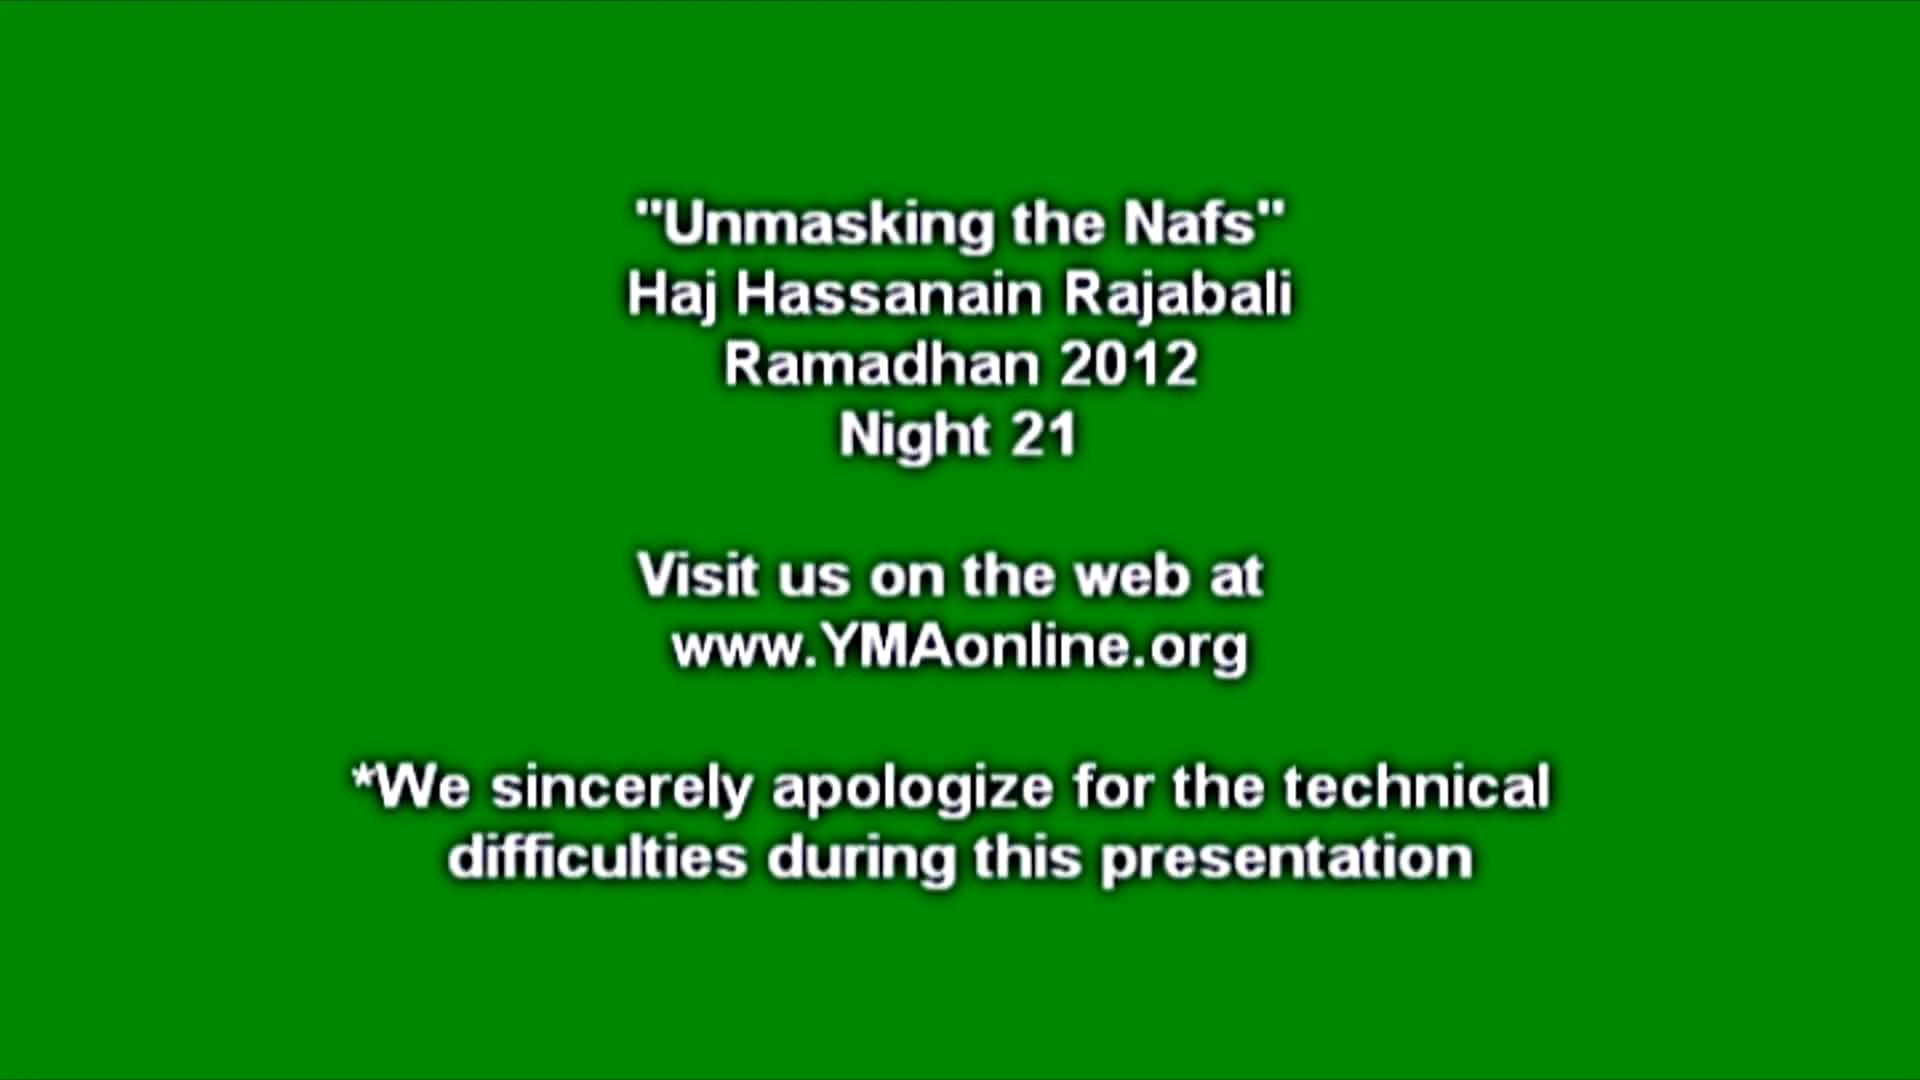 "Unmasking the Nafs"
Haj Hassanain Rajabali
Ramadhan 2012
Night 21
Visit us on the web at
www.YMAonline.org
*We sincerely apologize for the technical
difficulties during this presentation